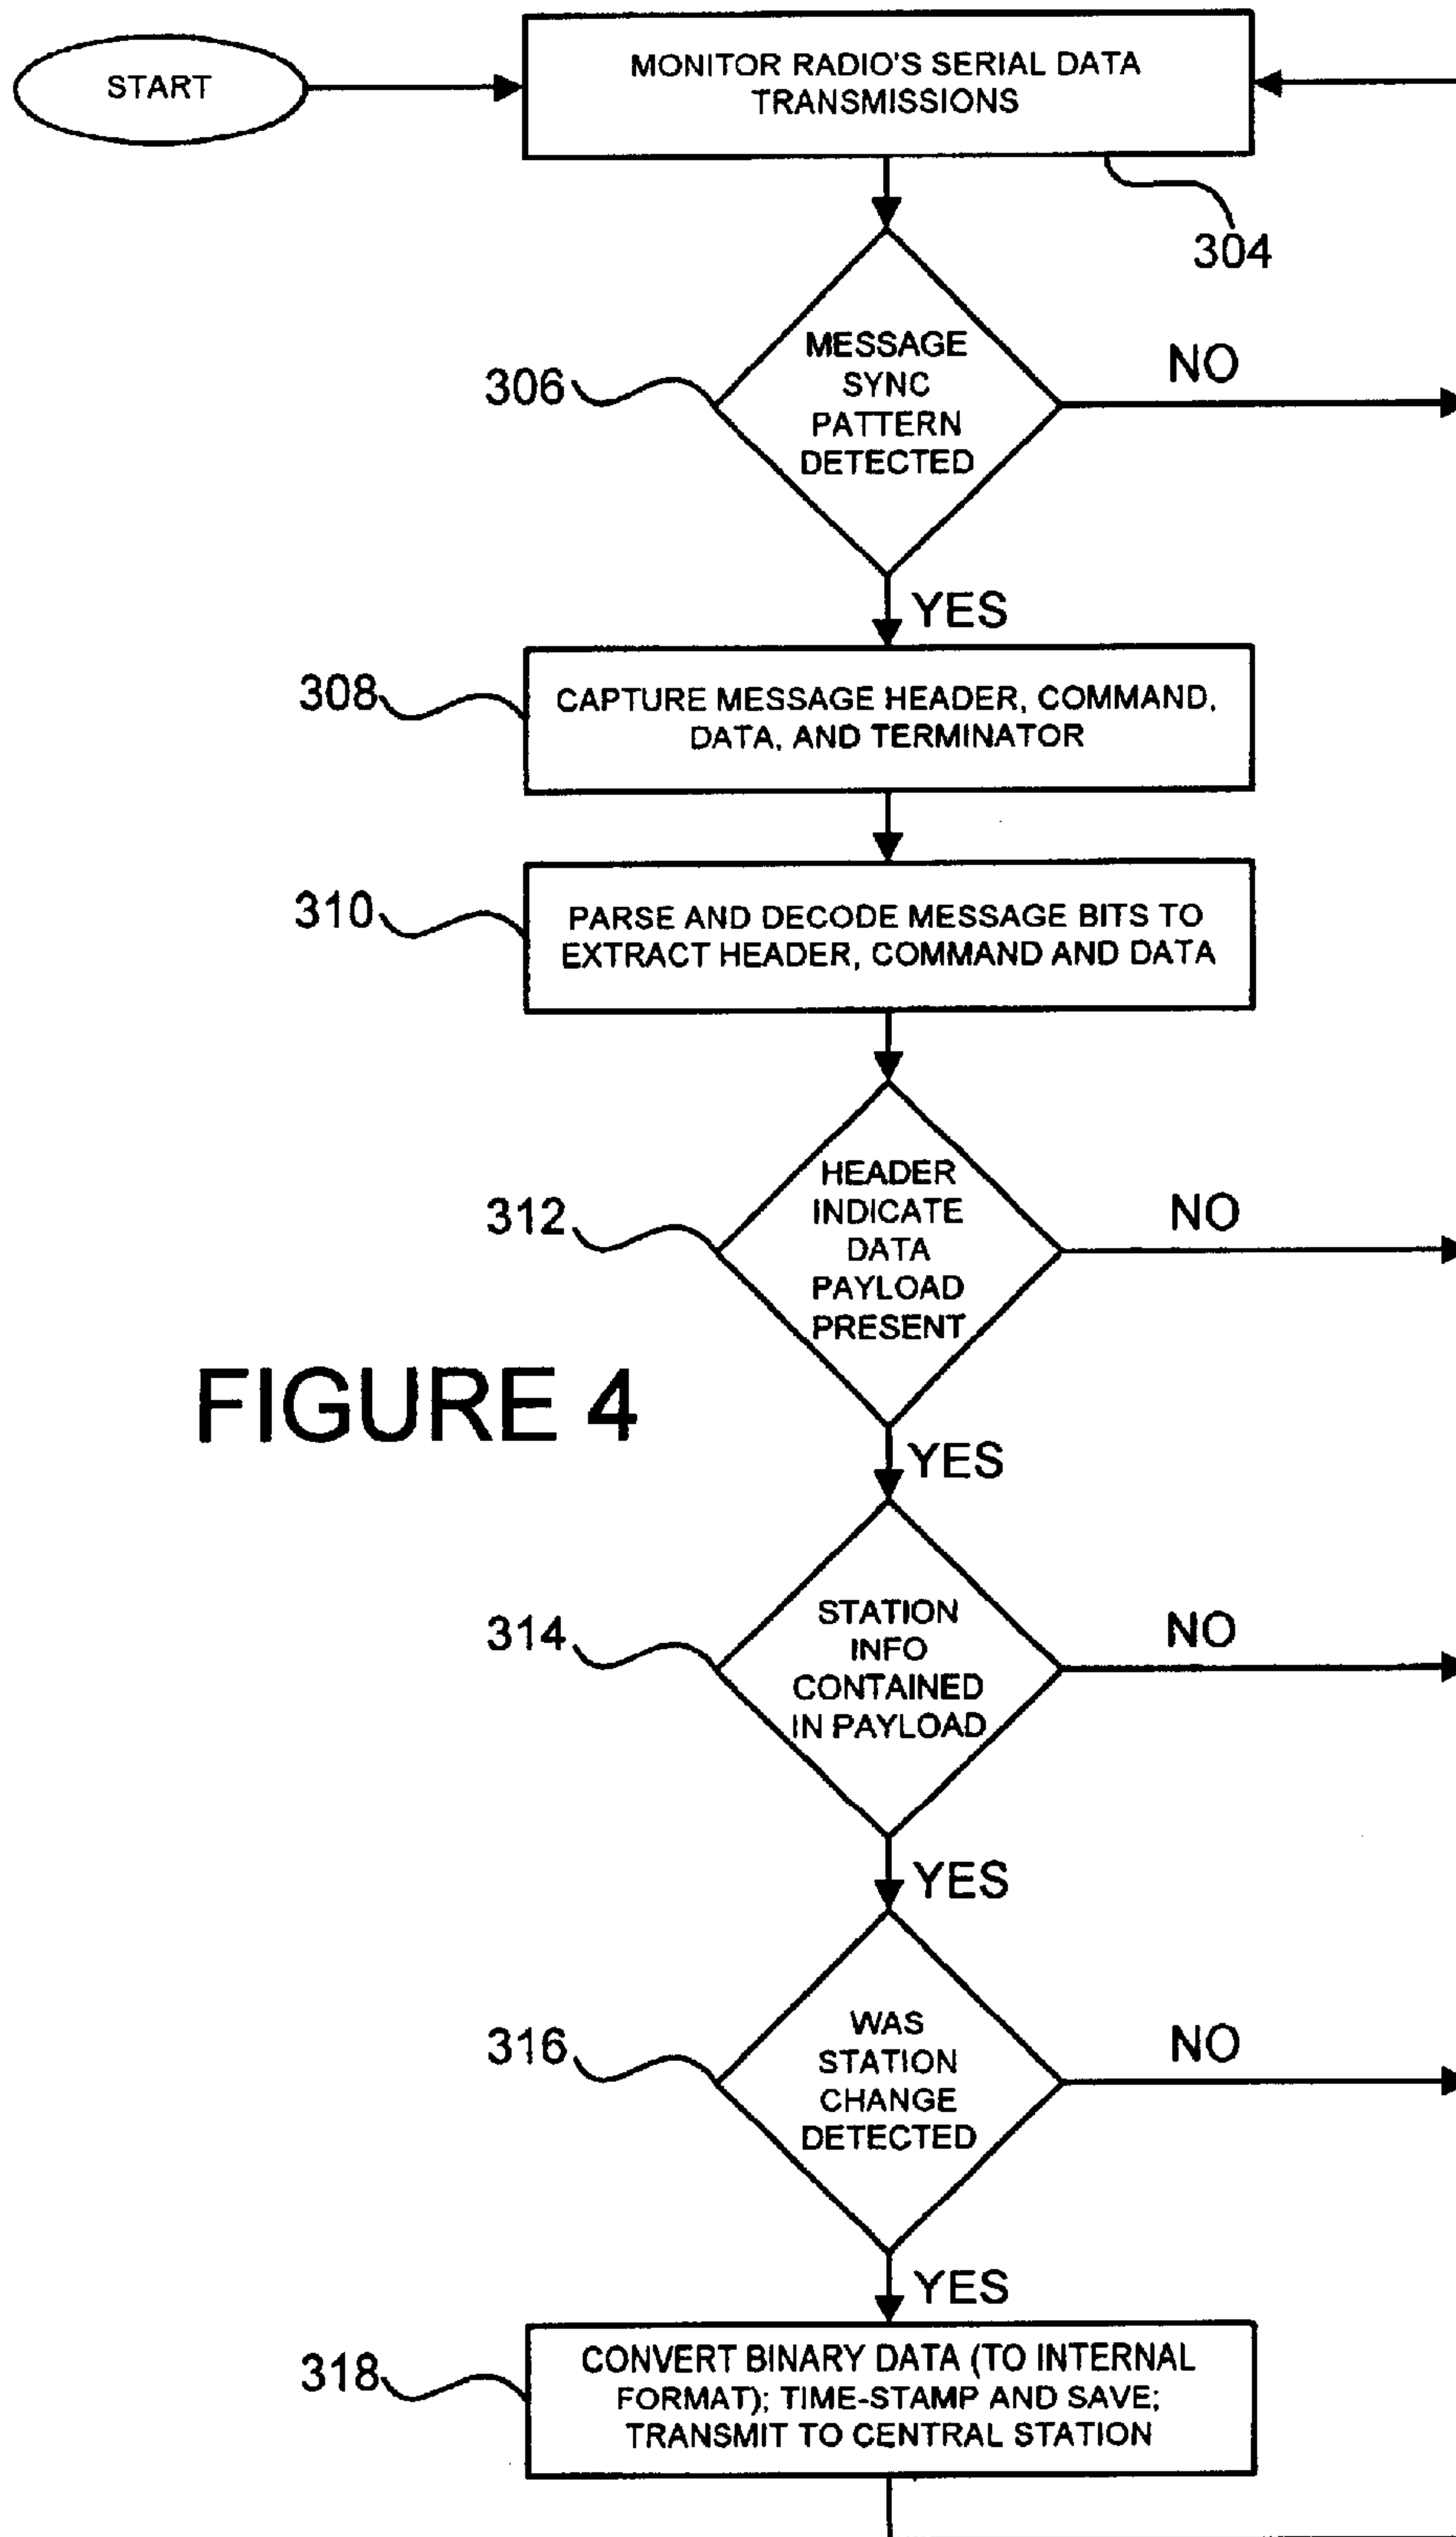 START
MONITOR RADIO'S SERIAL DATA
TRANSMISSIONS
304
MESSAGE
SYNC
PATTERN
DETECTED
306
NO
YES
308
CAPTURE MESSAGE HEADER, COMMAND,
DATA, AND TERMINATOR
310
PARSE AND DECODE MESSAGE BITS TO
EXTRACT HEADER, COMMAND AND DATA
312
HEADER
INDICATE
DATA
PAYLOAD
PRESENT
NO
FIGURE 4
YES
314
STATION
INFO
CONTAINED
IN PAYLOAD
NO
YES
316
WAS
STATION
CHANGE
DETECTED
NO
YES
318
CONVERT BINARY DATA (TO INTERNAL
FORMAT); TIME-STAMP AND SAVE;
TRANSMIT TO CENTRAL STATION